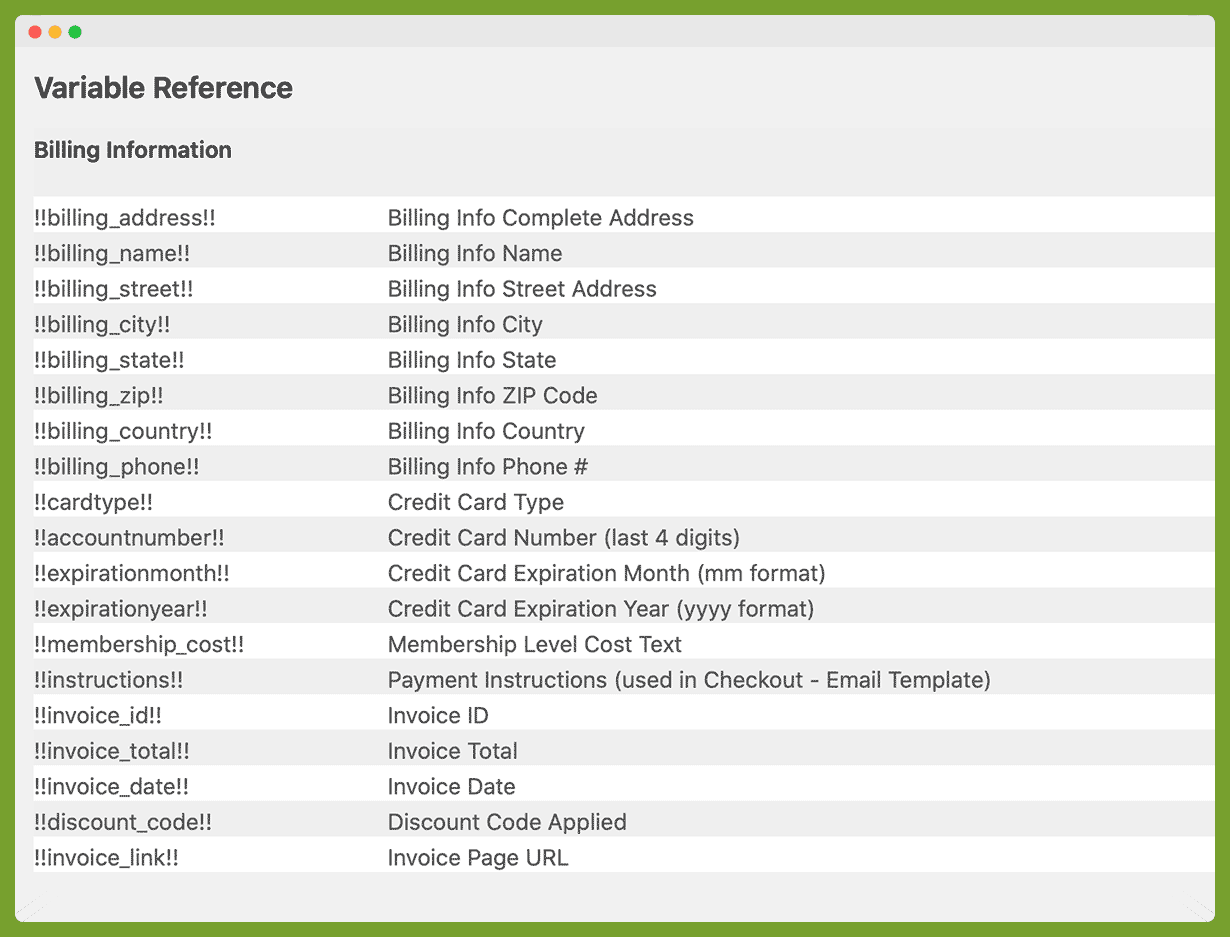 Variable Reference
Billing Information
!!billing_address!! Billing Info Complete Address
!!billing_name!! Billing Info Name
!!billing_street!! Billing Info Street Address
!!billing_city!! Billing Info City
!!billing_state!! Billing Info State
!!billing_zip!! Billing Info ZIP Code
!!billing_country!! Billing Info Country
!!billing_phone!! Billing Info Phone #
!!cardtype!! Credit Card Type
!!accountnumber!! Credit Card Number (last 4 digits)
!!expirationmonth!! Credit Card Expiration Month (mm format)
!!expirationyear!! Credit Card Expiration Year (yyyy format)
!!membership_cost!! Membership Level Cost Text
!!instructions!! Payment Instructions (used in Checkout - Email Template)
!!invoice_id!! Invoice ID
!!invoice_total!! Invoice Total
!!invoice_date!! Invoice Date
!!discount_code!! Discount Code Applied
!!invoice_link!! Invoice Page URL